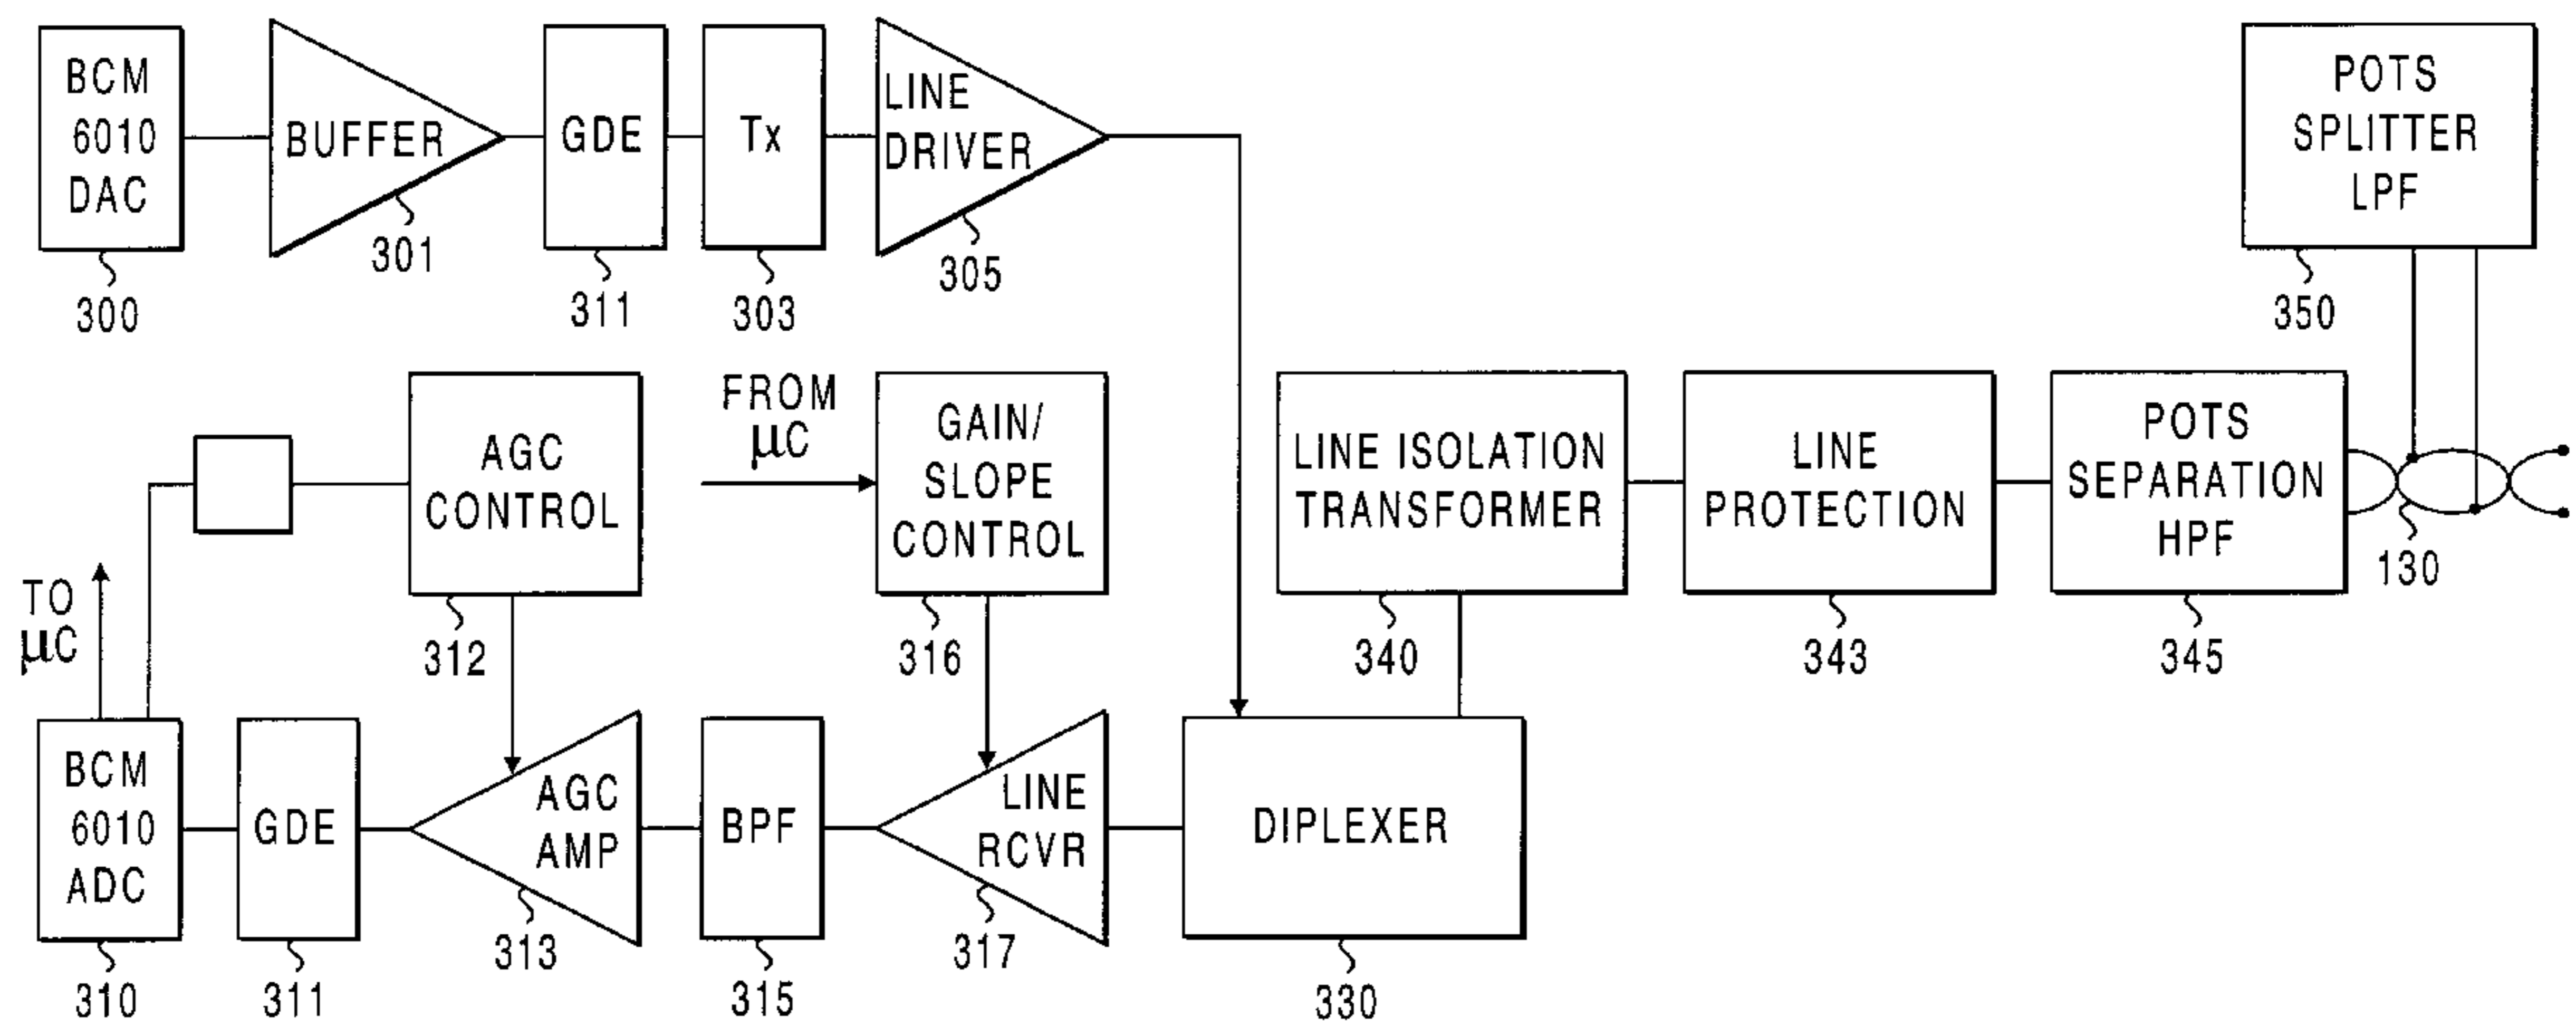 BCM
6010
DAC
300
BUFFER
301
GDE
311
Tx
303
LINE
DRIVER
305
POTS
SPLITTER
LPF
350
AGC
CONTROL
312
FROM
μC
GAIN/
SLOPE
CONTROL
316
LINE ISOLATION
TRANSFORMER
340
LINE
PROTECTION
343
POTS
SEPARATION
HPF
345
130
TO
μC
BCM
6010
ADC
310
GDE
311
AGC
AMP
313
BPF
315
LINE
RCVR
317
DIPLEXER
330